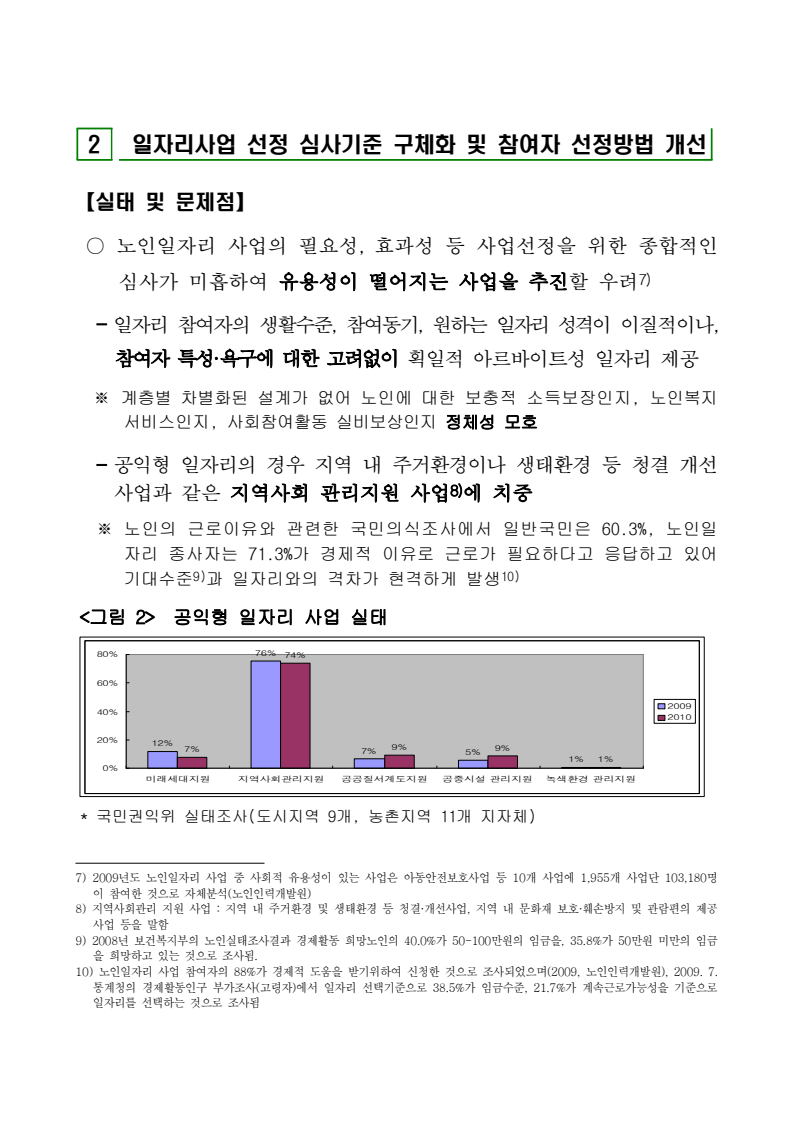 2 일자리사업 선정 심사기준 구체화 및 참여자 선정방법 개선
【실태 및 문제점】
○ 노인일자리 사업의 필요성, 효과성 등 사업선정을 위한 종합적인
심사가 미흡하여 유용성이 떨어지는 사업을 추진할 우려7)
- 일자리 참여자의 생활수준, 참여동기, 원하는 일자리 성격이 이질적이나,
참여자 특성·욕구에 대한 고려없이 획일적 아르바이트성 일자리 제공
※ 계층별 차별화된 설계가 없어 노인에 대한 보충적 소득보장인지, 노인복지
서비스인지, 사회참여활동 실비보상인지 정체성 모호
- 공익형 일자리의 경우 지역 내 주거환경이나 생태환경 등 청결 개선
사업과 같은 지역사회 관리지원 사업8)에 치중
※ 노인의 근로이유와 관련한 국민의식조사에서 일반국민은 60.3%, 노인일
자리 종사자는 71.3%가 경제적 이유로 근로가 필요하다고 응답하고 있어
기대수준9)과 일자리와의 격차가 현격하게 발생10)
<그림 2> 공익형 일자리 사업 실태
80%
60%
40%
20%
0%
12% 7%
76% 74%
7% 9%
5% 9%
1% 1%
미래세대지원 지역사회관리지원 공공질서계도지원 공중시설 관리지원 녹색환경 관리지원
2009
2010
* 국민권익위 실태조사(도시지역 9개, 농촌지역 11개 지자체)
7) 2009년도 노인일자리 사업 중 사회적 유용성이 있는 사업은 아동안전보호사업 등 10개 사업에 1,955개 사업단 103,180명
이 참여한 것으로 자체분석(노인인력개발원)
8) 지역사회관리 지원 사업 : 지역 내 주거환경 및 생태환경 등 청결·개선사업, 지역 내 문화재 보호·훼손방지 및 관람편의 제공
사업 등을 말함
9) 2008년 보건복지부의 노인실태조사결과 경제활동 희망노인의 40.0%가 50-100만원의 임금을, 35.8%가 50만원 미만의 임금
을 희망하고 있는 것으로 조사됨.
10) 노인일자리 사업 참여자의 88%가 경제적 도움을 받기위하여 신청한 것으로 조사되었으며(2009, 노인인력개발원), 2009. 7.
통계청의 경제활동인구 부가조사(고령자)에서 일자리 선택기준으로 38.5%가 임금수준, 21.7%가 계속근로가능성을 기준으로
일자리를 선택하는 것으로 조사됨